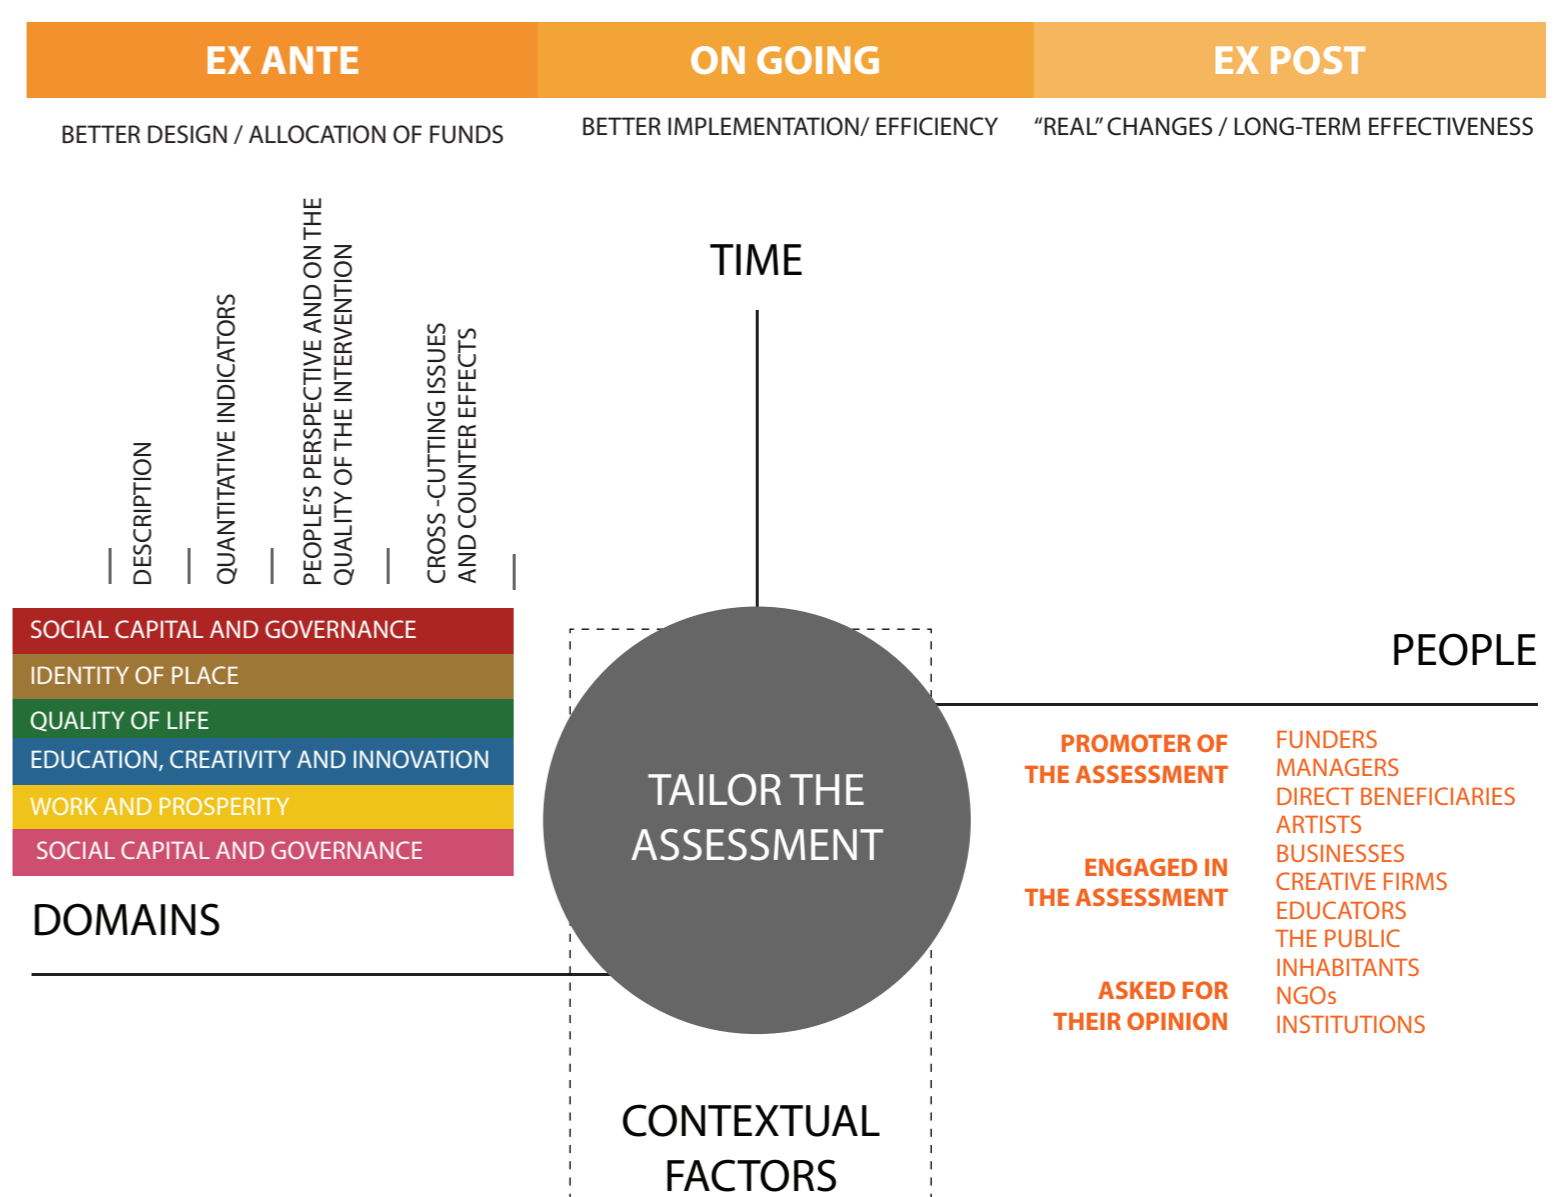 EX ANTE
ON GOING
EX POST
BETTER DESIGN / ALLOCATION OF FUNDS
BETTER IMPLEMENTATION/ EFFICIENCY
“REAL” CHANGES / LONG-TERM EFFECTIVENESS
TIME
DESCRIPTION
QUANTITATIVE INDICATORS
PEOPLE’S PERSPECTIVE AND ON THE
QUALITY OF THE INTERVENTION
CROSS -CUTTING ISSUES
AND COUNTER EFFECTS
SOCIAL CAPITAL AND GOVERNANCE
IDENTITY OF PLACE
QUALITY OF LIFE
EDUCATION, CREATIVITY AND INNOVATION
WORK AND PROSPERITY
SOCIAL CAPITAL AND GOVERNANCE
DOMAINS
TAILOR THE
ASSESSMENT
PEOPLE
PROMOTER OF
THE ASSESSMENT
ENGAGED IN
THE ASSESSMENT
ASKED FOR
THEIR OPINION
FUNDERS
MANAGERS
DIRECT BENEFICIARIES
ARTISTS
BUSINESSES
CREATIVE FIRMS
EDUCATORS
THE PUBLIC
INHABITANTS
NGOs
INSTITUTIONS
CONTEXTUAL
FACTORS